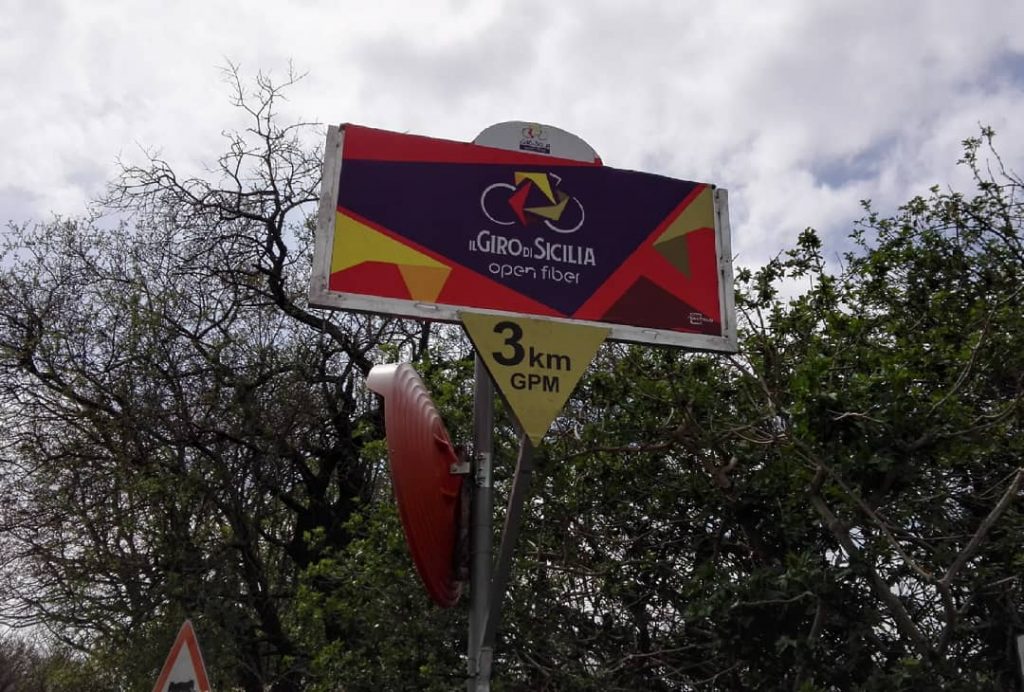 IL GIRO DI SICILIA
open fiber
3 km
GPM